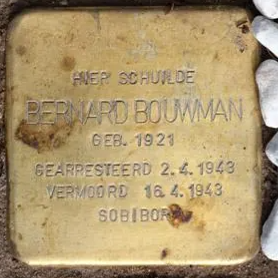 HIER SCHUILDE
BERNARD BOUWMAN
GEB. 1921
GEARRESTEERD 2.4.1943
VERMOORD 16.4.1943
SOBIBOR